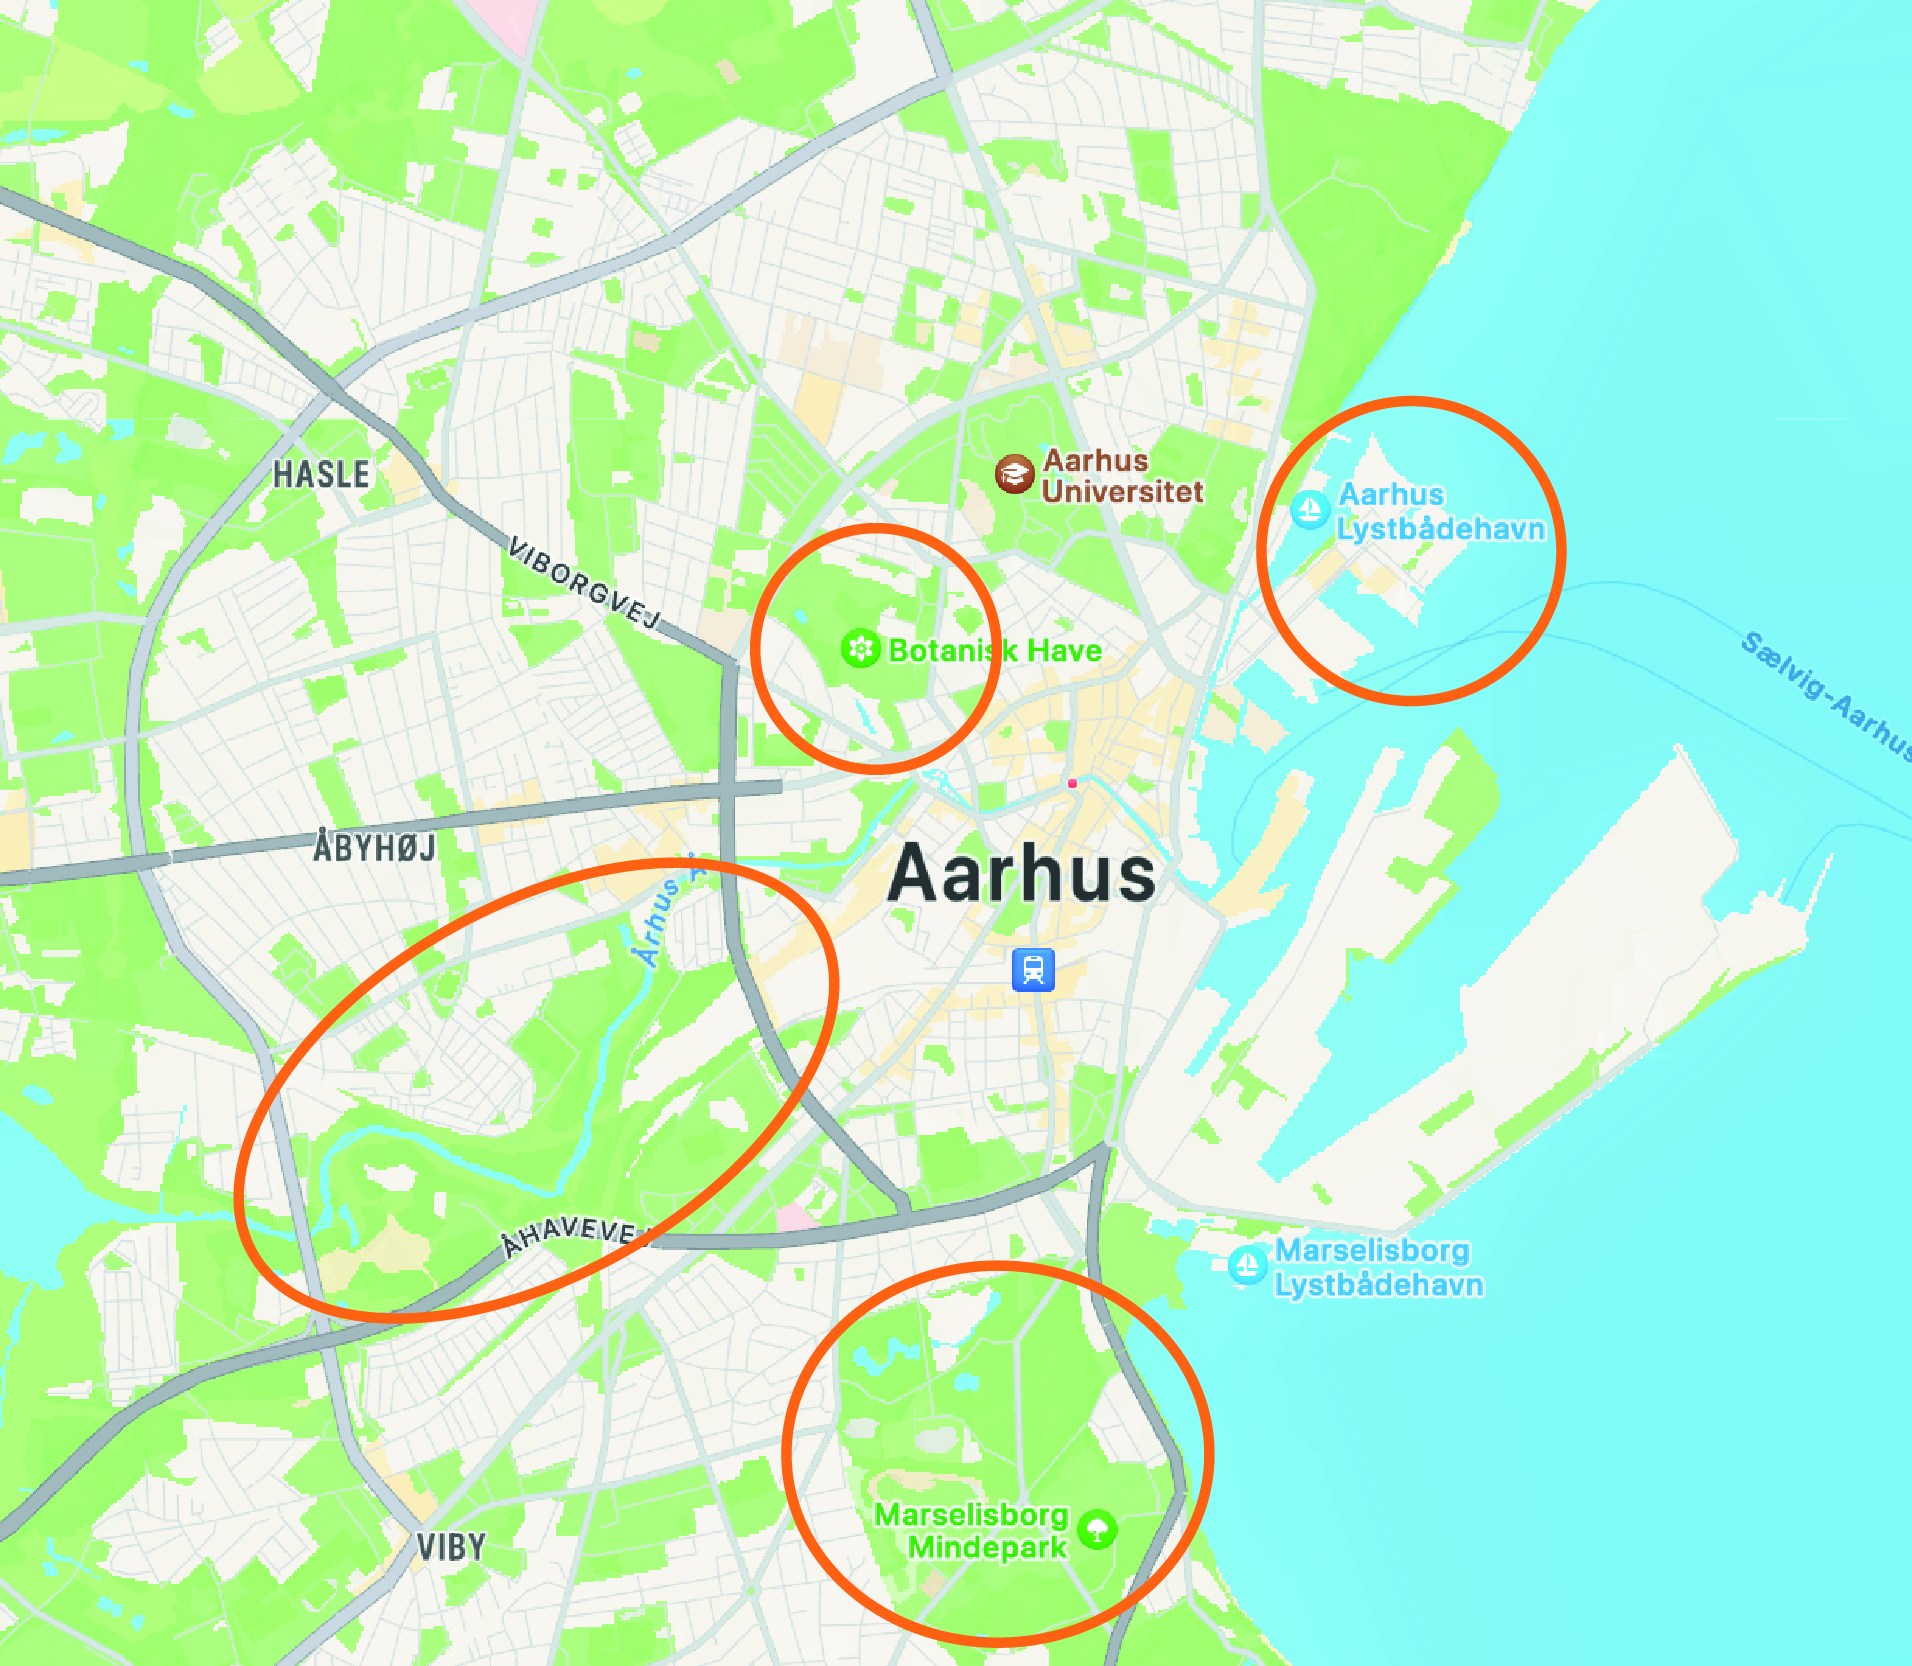 Aarhus
Universitet
HASLE
Aarhus
Lystbådehavn
VIBORGVEJ
Botanisk Have
Sælvig-Aarhus
ÅBYHØJ
Aarhus
Århus Å
ÅHAVEVEJ
Marselisborg
Lystbådehavn
Marselisborg
Mindepark
VIBY